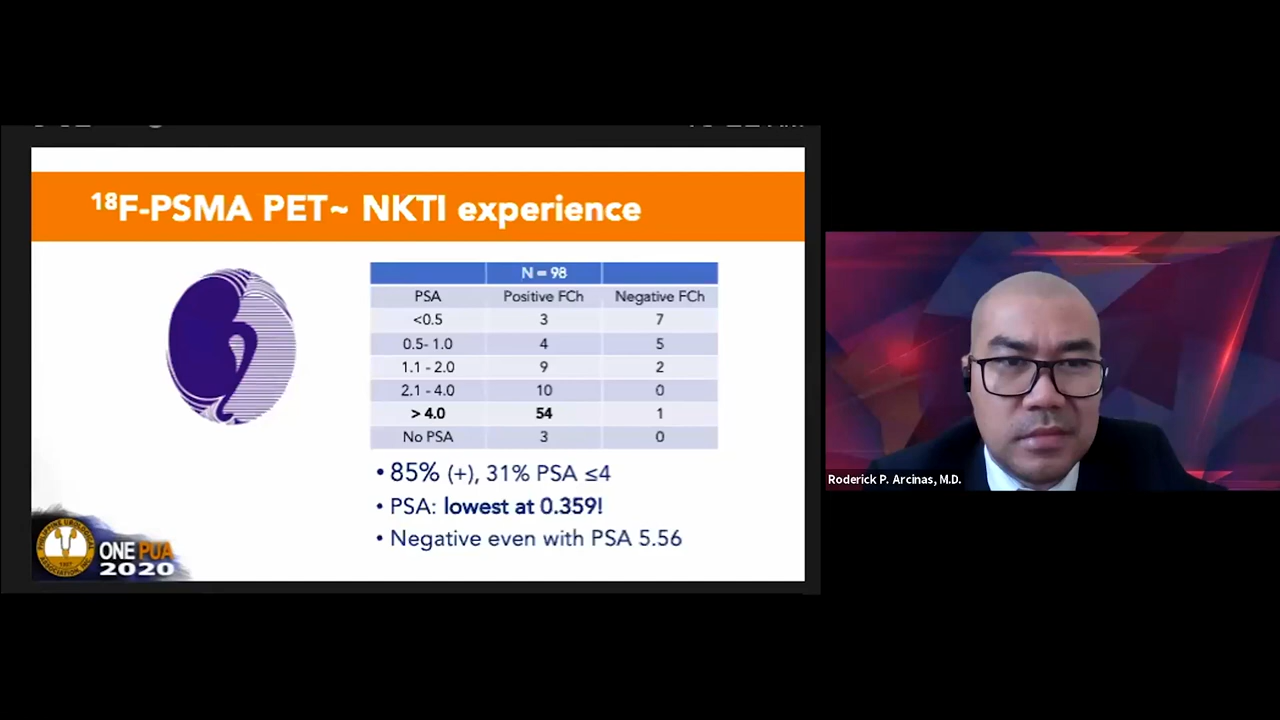 ¹⁸F-PSMA PET~ NKTI experience
N = 98
PSA Positive FCh Negative FCh
<0.5 3 7
0.5- 1.0 4 5
1.1 - 2.0 9 2
2.1 - 4.0 10 0
> 4.0 54 1
No PSA 3 0
• 85% (+), 31% PSA ≤4
• PSA: lowest at 0.359!
• Negative even with PSA 5.56
ONE PUA
2020
Roderick P. Arcinas, M.D.